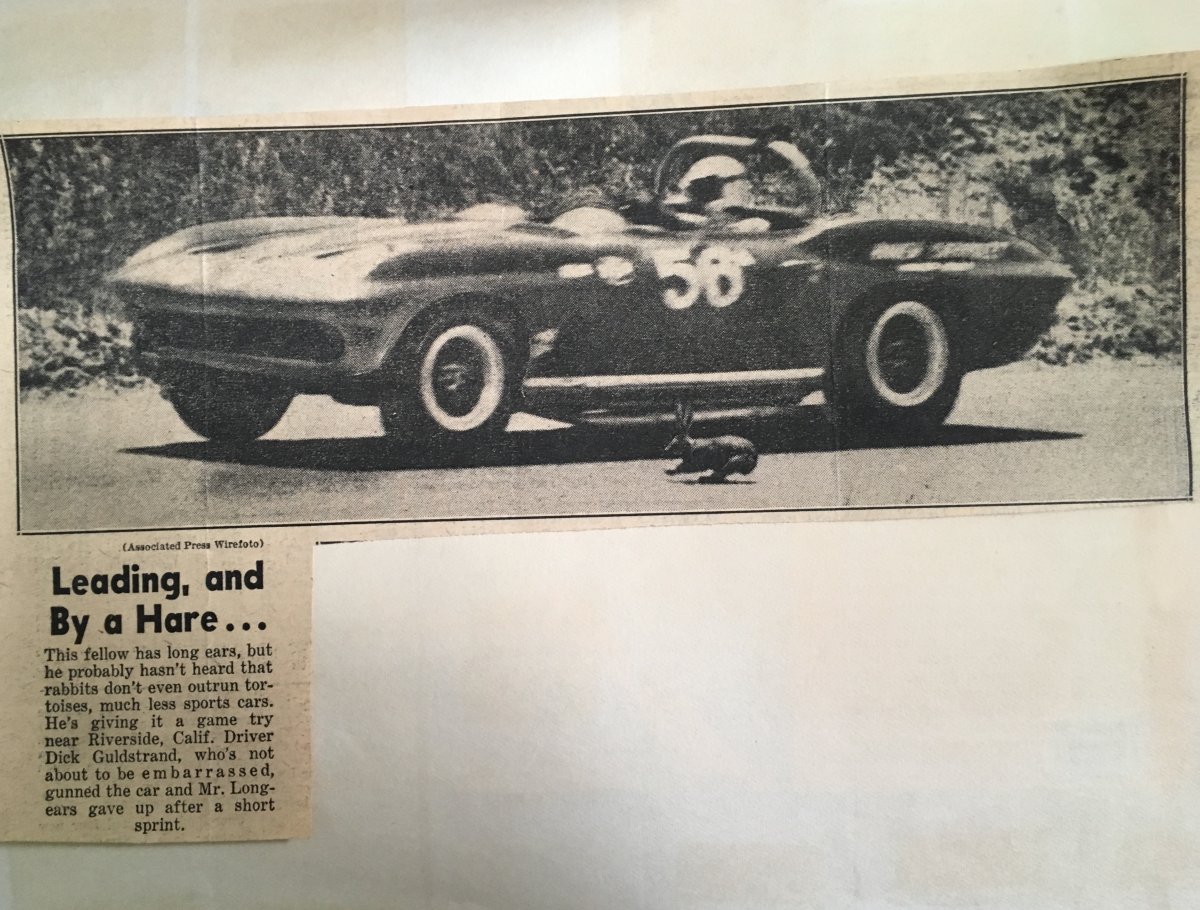 56
(Associated Press Wirefoto)
Leading, and
By a Hare...
This fellow has long ears, but
he probably hasn't heard that
rabbits don't even outrun tor-
toises, much less sports cars.
He's giving it a game try
near Riverside, Calif. Driver
Dick Guldstrand, who's not
about to be embarrassed,
gunned the car and Mr. Long-
ears gave up after a short
sprint.